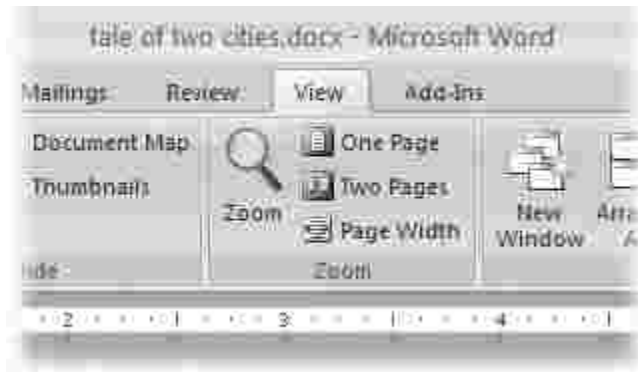 tale of two cities.docx - Microsoft Word
Mailings Review View Add-Ins
Document Map
Thumbnails
Zoom
One Page
Two Pages
Page Width
New
Window
Zoom
2 3 4